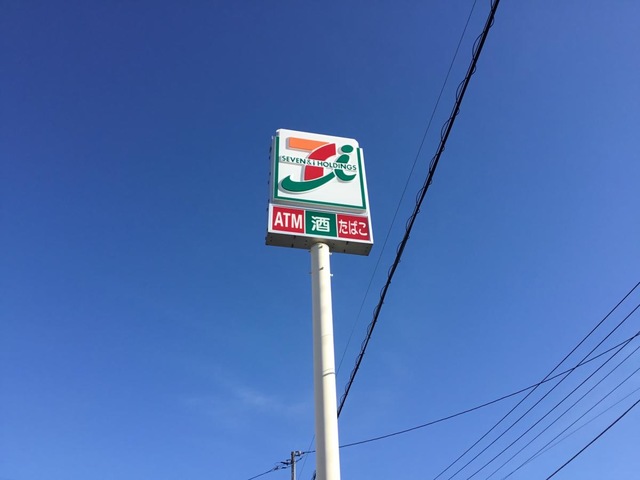 SEVEN & i HOLDINGS
ATM 酒 たばこ